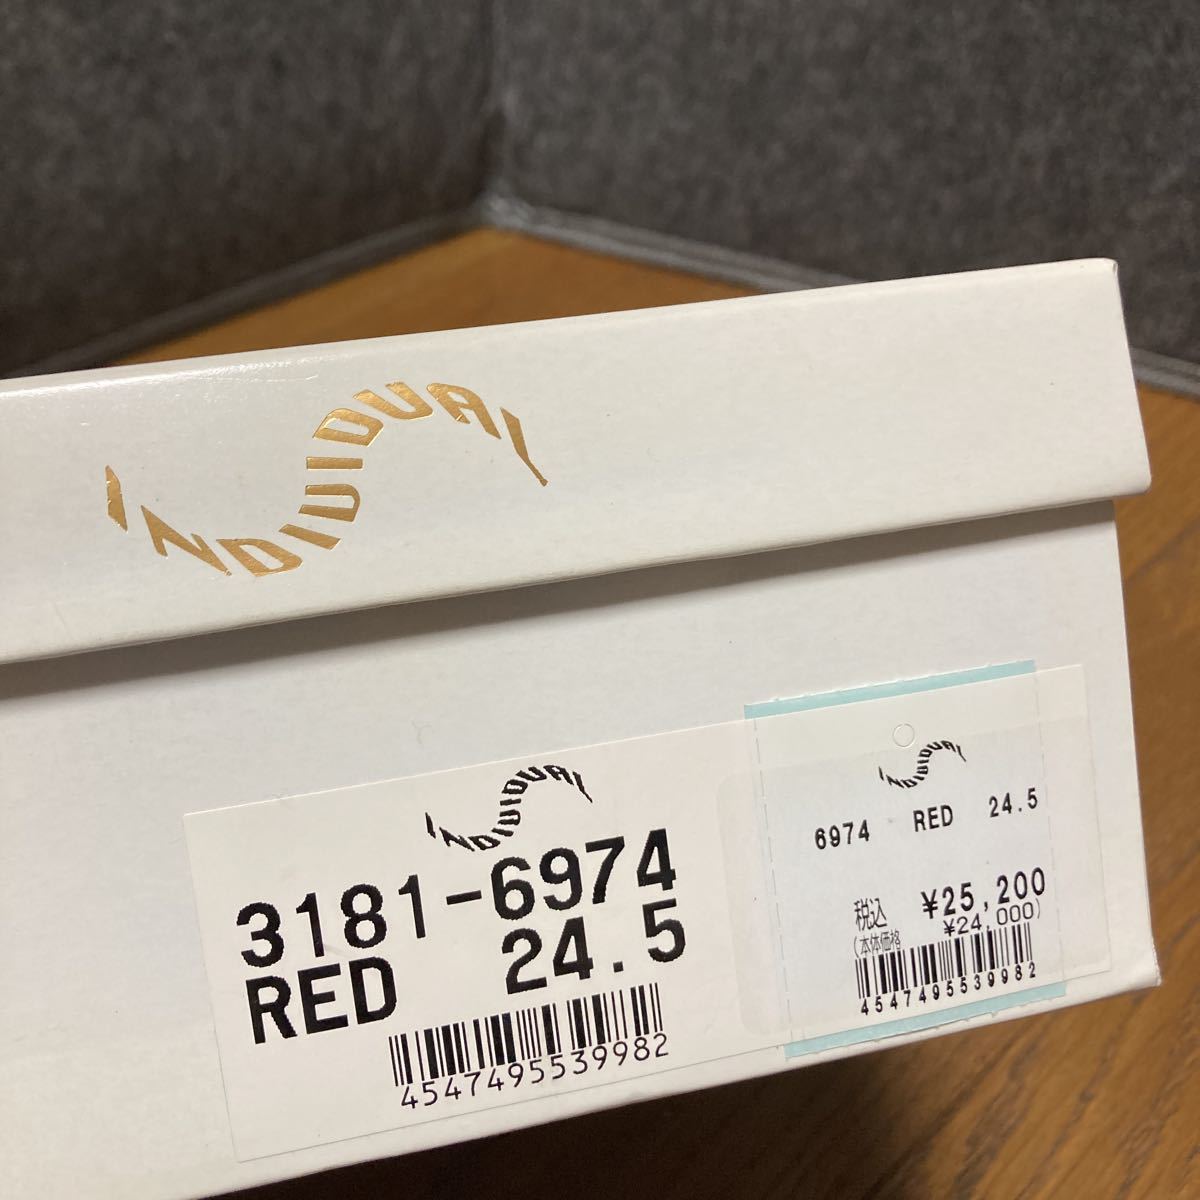 INDIVIDUAL
INDIVIDUAL
3181-6974
RED 24.5
4547495539982
INDIVIDUAL
6974 RED 24.5
税込 ¥25,200
(本体価格 ¥24,000)
4547495539982